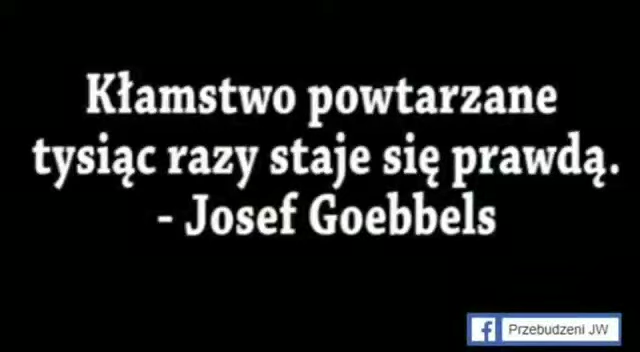 Kłamstwo powtarzane
tysiąc razy staje się prawdą.
- Josef Goebbels
f Przebudzeni JW